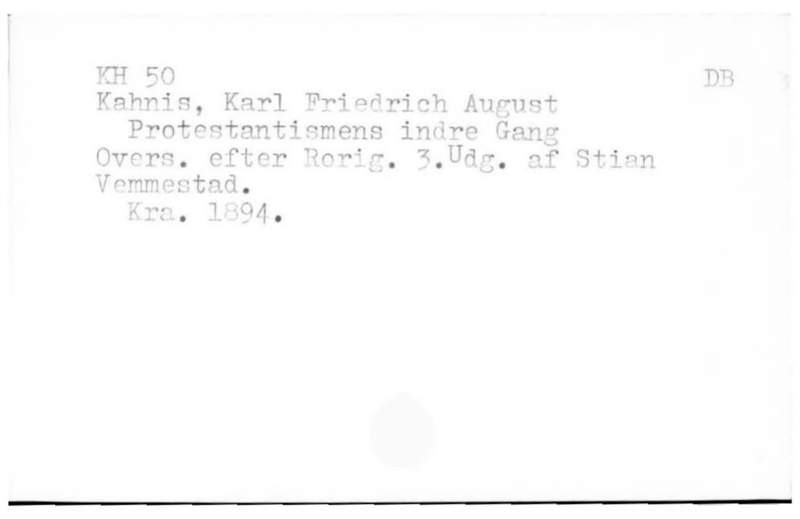 KH 50 DB
Kahnis, Karl Friedrich August
Protestantismens indre Gang
Overs. efter Rorig. 3.Udg. af Stian
Vemmestad.
Kra. 1894.